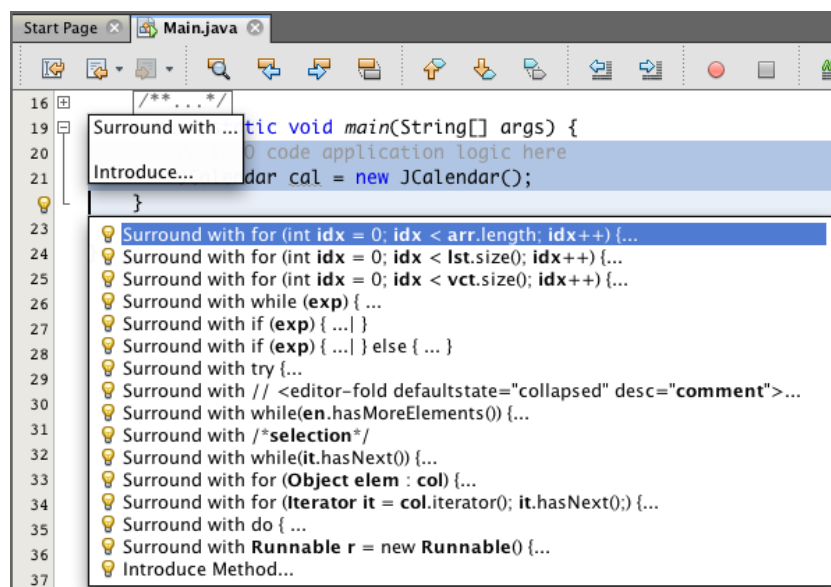 Start Page Main.java
16 /**...*/
19 Surround with ... tic void main(String[] args) {
20 O code application logic here
21 Introduce... dar cal = new JCalendar();
}
23 Surround with for (int idx = 0; idx < arr.length; idx++) {...
24 Surround with for (int idx = 0; idx < lst.size(); idx++) {...
25 Surround with for (int idx = 0; idx < vct.size(); idx++) {...
26 Surround with while (exp) { ...
27 Surround with if (exp) { ...| }
28 Surround with if (exp) { ...| } else { ... }
29 Surround with try {...
30 Surround with // <editor-fold defaultstate="collapsed" desc="comment">...
31 Surround with while(en.hasMoreElements()) {...
32 Surround with /*selection*/
33 Surround with while(it.hasNext()) {...
34 Surround with for (Object elem : col) {...
35 Surround with for (Iterator it = col.iterator(); it.hasNext();) {...
36 Surround with do { ...
37 Surround with Runnable r = new Runnable() {...
Introduce Method...